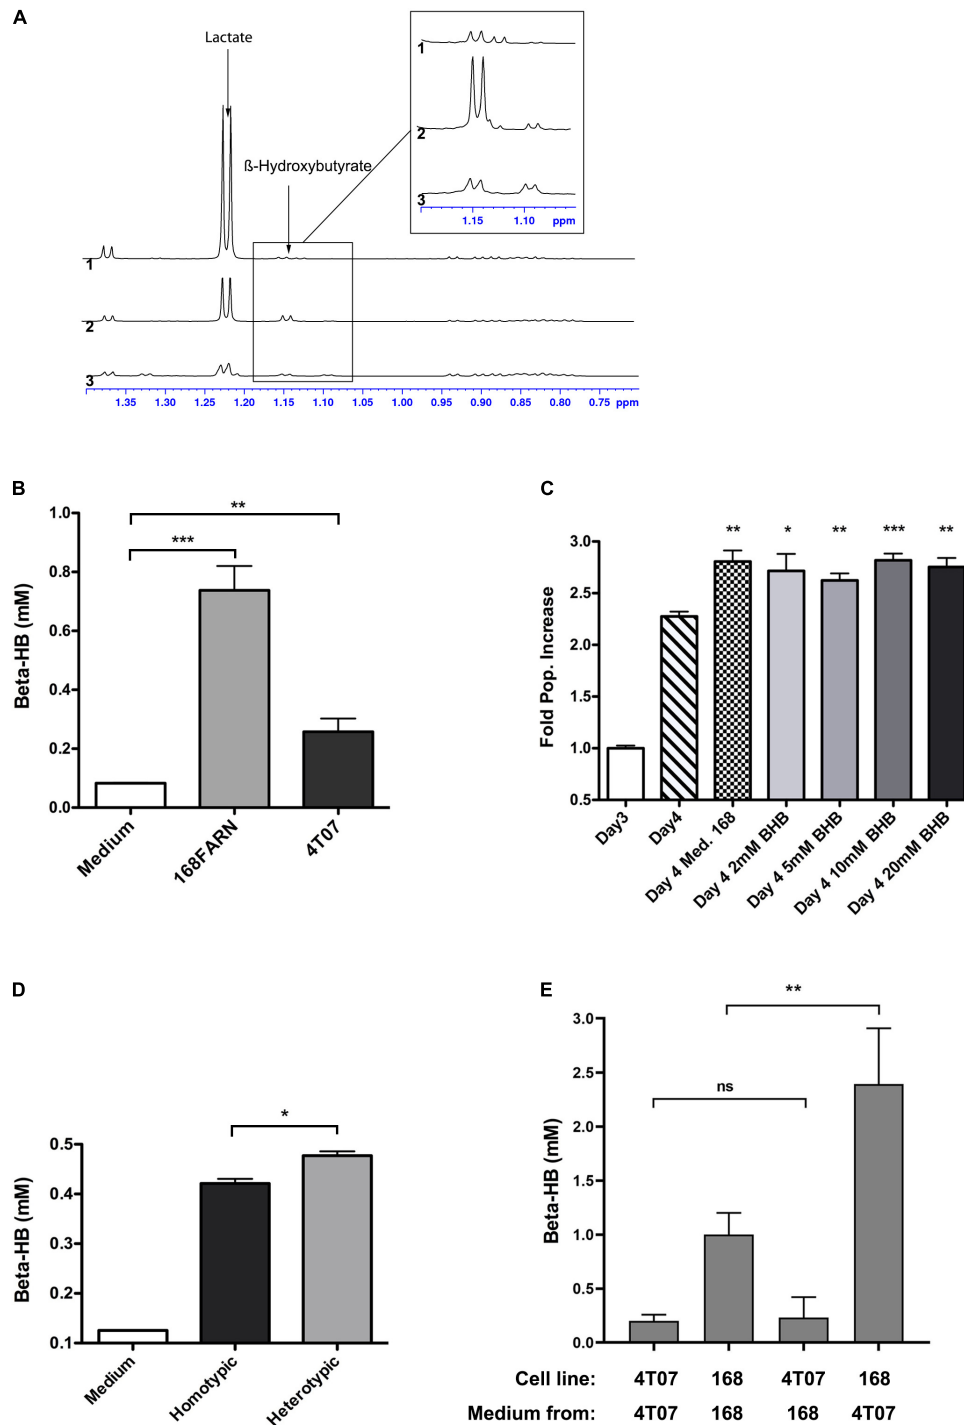 A
Lactate
ß-Hydroxybutyrate
1
2
3
1.15 1.10 ppm
1
2
3
1.35 1.30 1.25 1.20 1.15 1.10 1.05 1.00 0.95 0.90 0.85 0.80 0.75 ppm
B
Beta-HB (mM)
1.0
0.8
0.6
0.4
0.2
0.0
**
***
Medium
168FARN
4T07
C
Fold Pop. Increase
3.0
2.5
2.0
1.5
1.0
0.5
** * ** *** **
Day3
Day4
Day 4 Med. 168
Day 4 2mM BHB
Day 4 5mM BHB
Day 4 10mM BHB
Day 4 20mM BHB
D
Beta-HB (mM)
0.5
0.4
0.3
0.2
0.1
*
Medium
Homotypic
Heterotypic
E
Beta-HB (mM)
3.0
2.5
2.0
1.5
1.0
0.5
0.0
**
ns
Cell line: 4T07 168 4T07 168
Medium from: 4T07 168 168 4T07